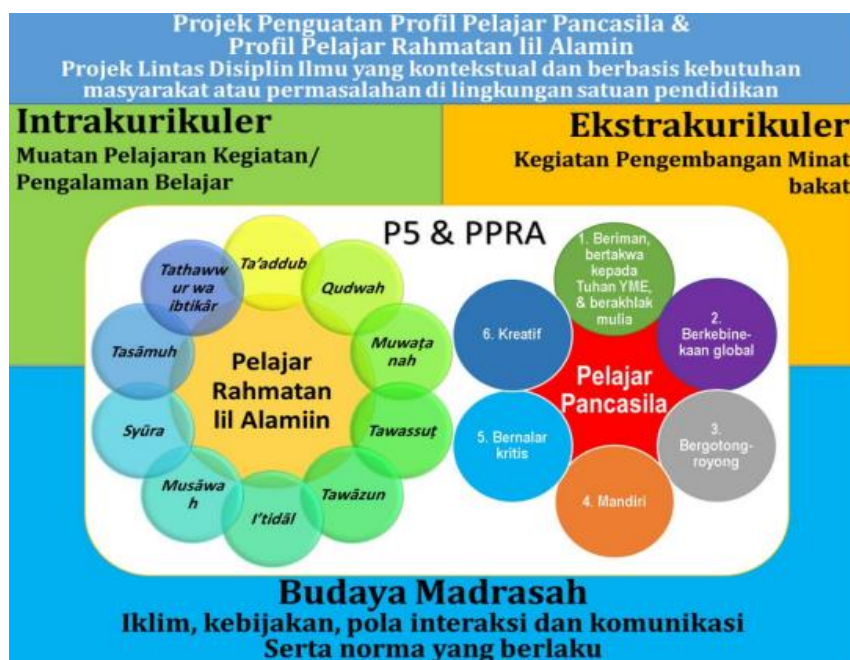 Projek Penguatan Profil Pelajar Pancasila &
Profil Pelajar Rahmatan lil Alamin
Projek Lintas Disiplin Ilmu yang kontekstual dan berbasis kebutuhan
masyarakat atau permasalahan di lingkungan satuan pendidikan
Intrakurikuler
Muatan Pelajaran Kegiatan/
Pengalaman Belajar
Ekstrakurikuler
Kegiatan Pengembangan Minat
bakat
P5 & PPRA
Ta'addub
Qudwah
Muwaṭa
nah
Tawassuṭ
Tawāzun
I'tidāl
Musāwa
h
Syūra
Tasāmuh
Tathaww
ur wa
ibtikâr
Pelajar
Rahmatan
lil Alamiin
1. Beriman,
bertakwa
kepada
Tuhan YME,
& berakhlak
mulia
2.
Berkebine-
kaan global
3.
Bergotong-
royong
4. Mandiri
5. Bernalar
kritis
6. Kreatif
Pelajar
Pancasila
Budaya Madrasah
Iklim, kebijakan, pola interaksi dan komunikasi
Serta norma yang berlaku